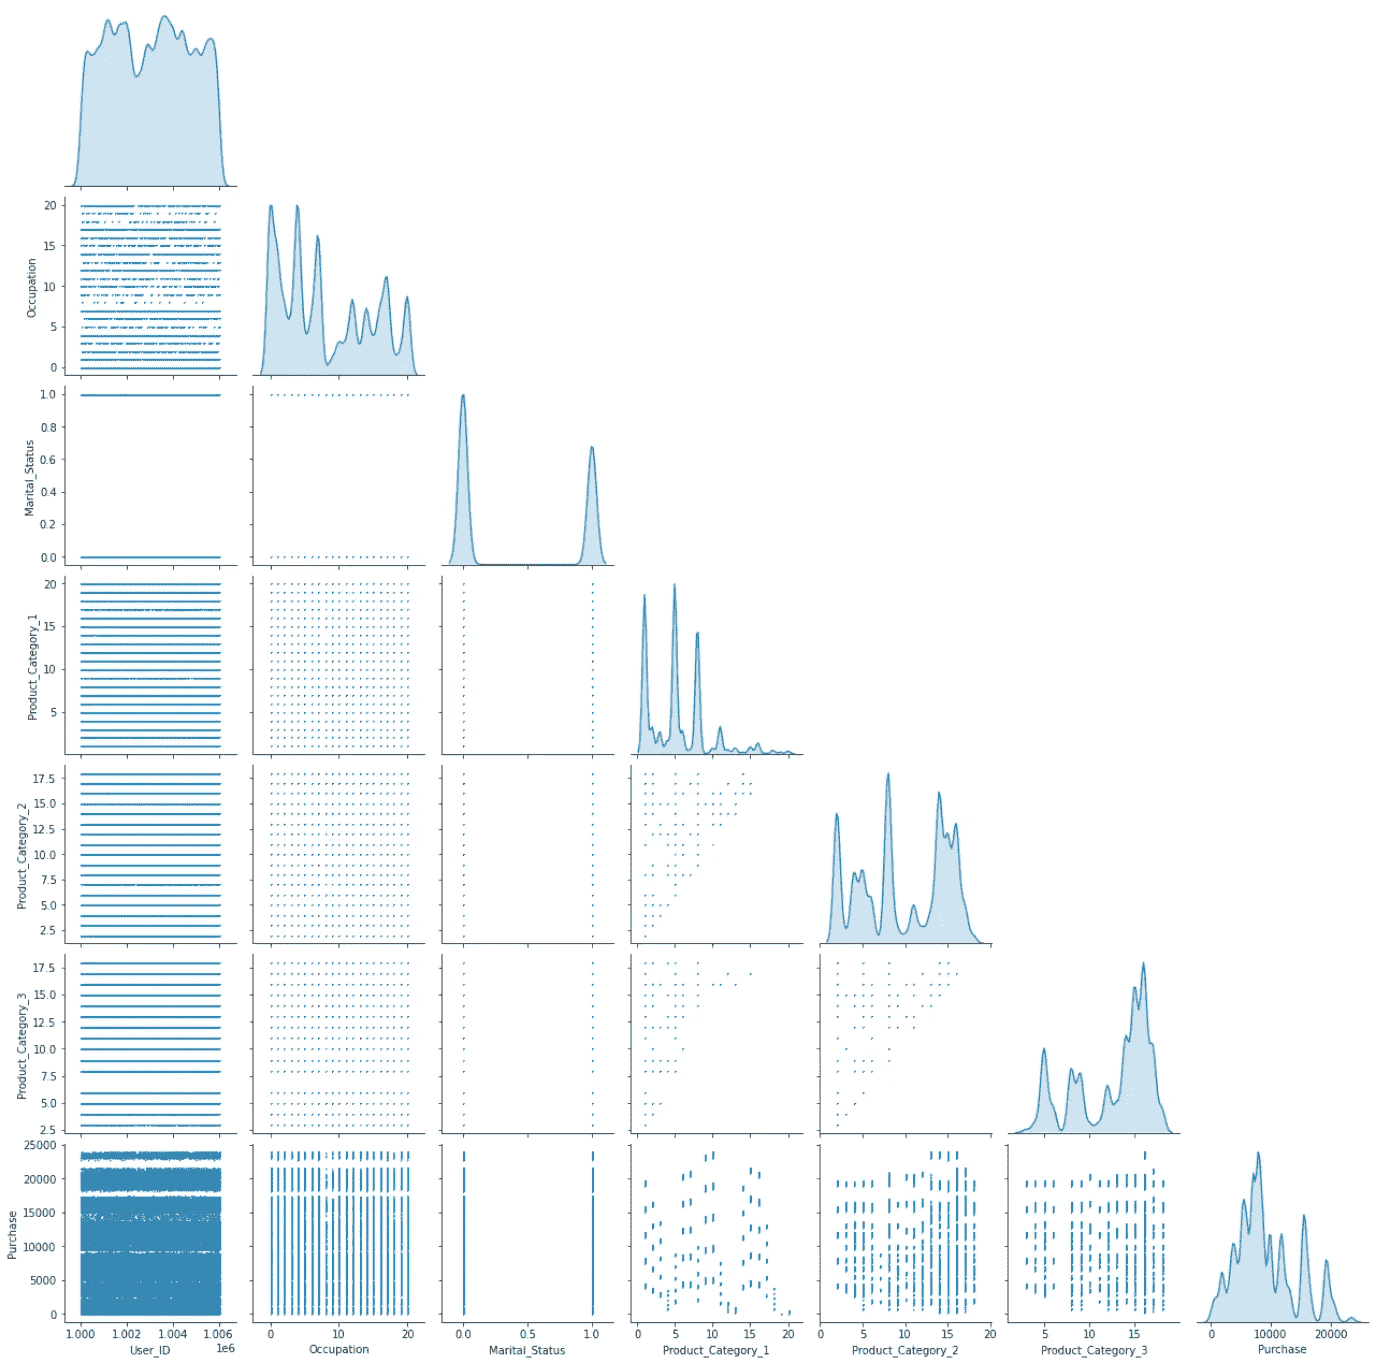 20
15
10
5
0
Occupation
0 10 20
1.0
0.8
0.6
0.4
0.2
0.0
Marital_Status
20
15
10
5
Product_Category_1
17.5
15.0
12.5
10.0
7.5
5.0
2.5
Product_Category_2
17.5
15.0
12.5
10.0
7.5
5.0
2.5
Product_Category_3
25000
20000
15000
10000
5000
0
Purchase
1.000 1.002 1.004 1.006
1e6
User_ID
0 10 20
Occupation
0.0 0.5 1.0
Marital_Status
0 5 10 15 20
Product_Category_1
0 5 10 15 20
Product_Category_2
5 10 15
Product_Category_3
0 10000 20000
Purchase